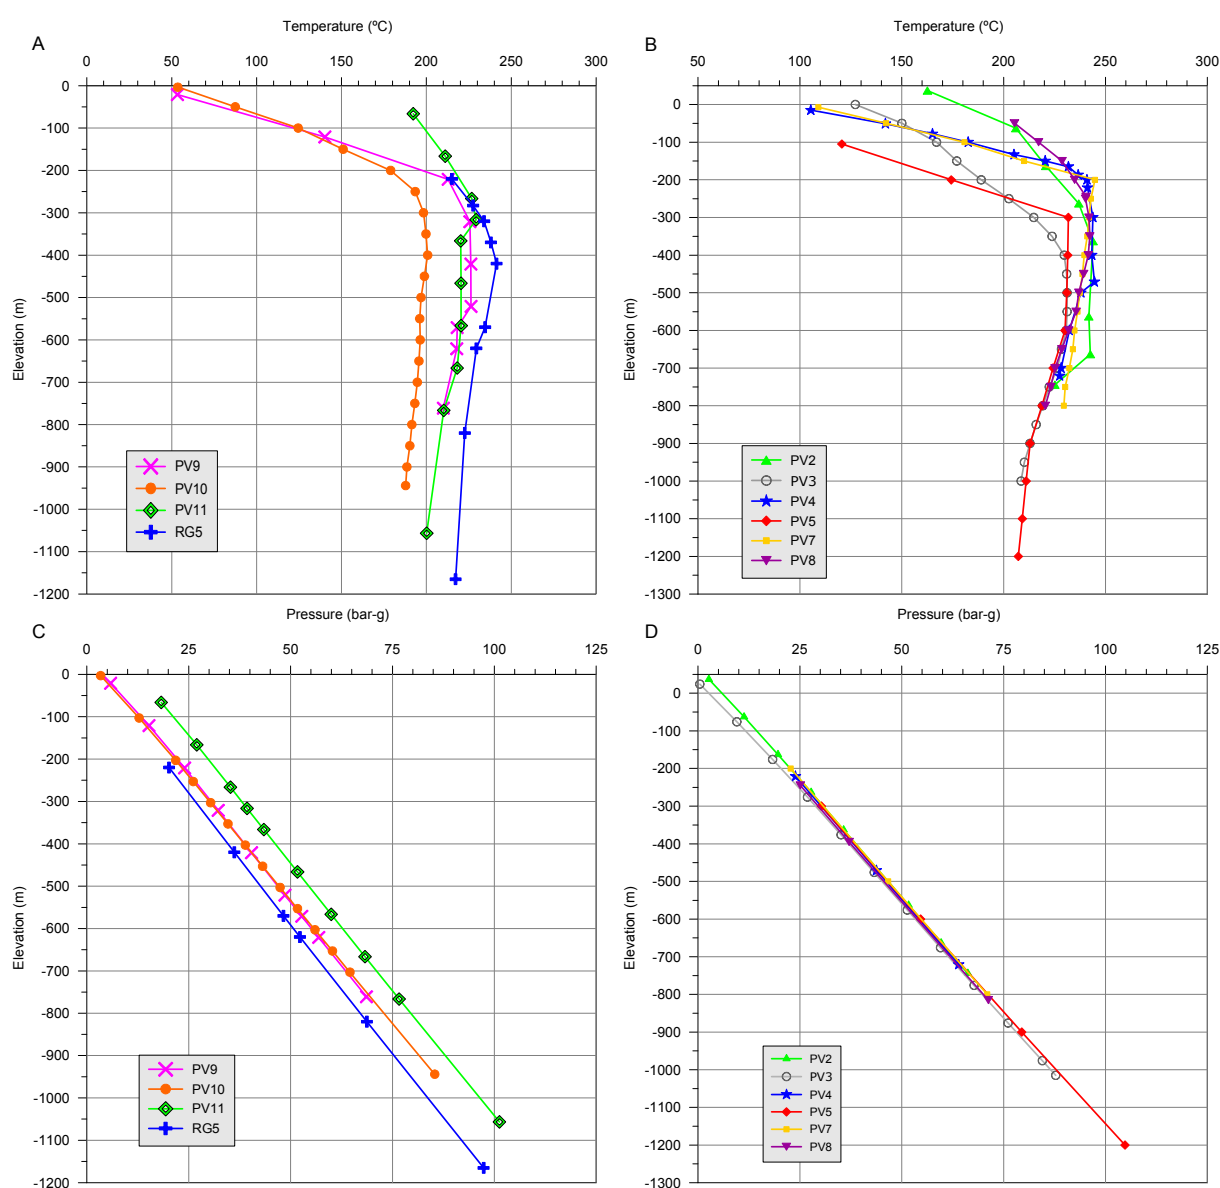 Temperature (ºC)
A
0 50 100 150 200 250 300
0
-100
-200
-300
-400
-500
-600
-700
-800
-900
-1000
-1100
-1200
Elevation (m)
PV9
PV10
PV11
RG5
Temperature (ºC)
B
50 100 150 200 250 300
0
-100
-200
-300
-400
-500
-600
-700
-800
-900
-1000
-1100
-1200
-1300
Elevation (m)
PV2
PV3
PV4
PV5
PV7
PV8
Pressure (bar-g)
C
0 25 50 75 100 125
0
-100
-200
-300
-400
-500
-600
-700
-800
-900
-1000
-1100
-1200
Elevation (m)
PV9
PV10
PV11
RG5
Pressure (bar-g)
D
0 25 50 75 100 125
0
-100
-200
-300
-400
-500
-600
-700
-800
-900
-1000
-1100
-1200
-1300
Elevation (m)
PV2
PV3
PV4
PV5
PV7
PV8